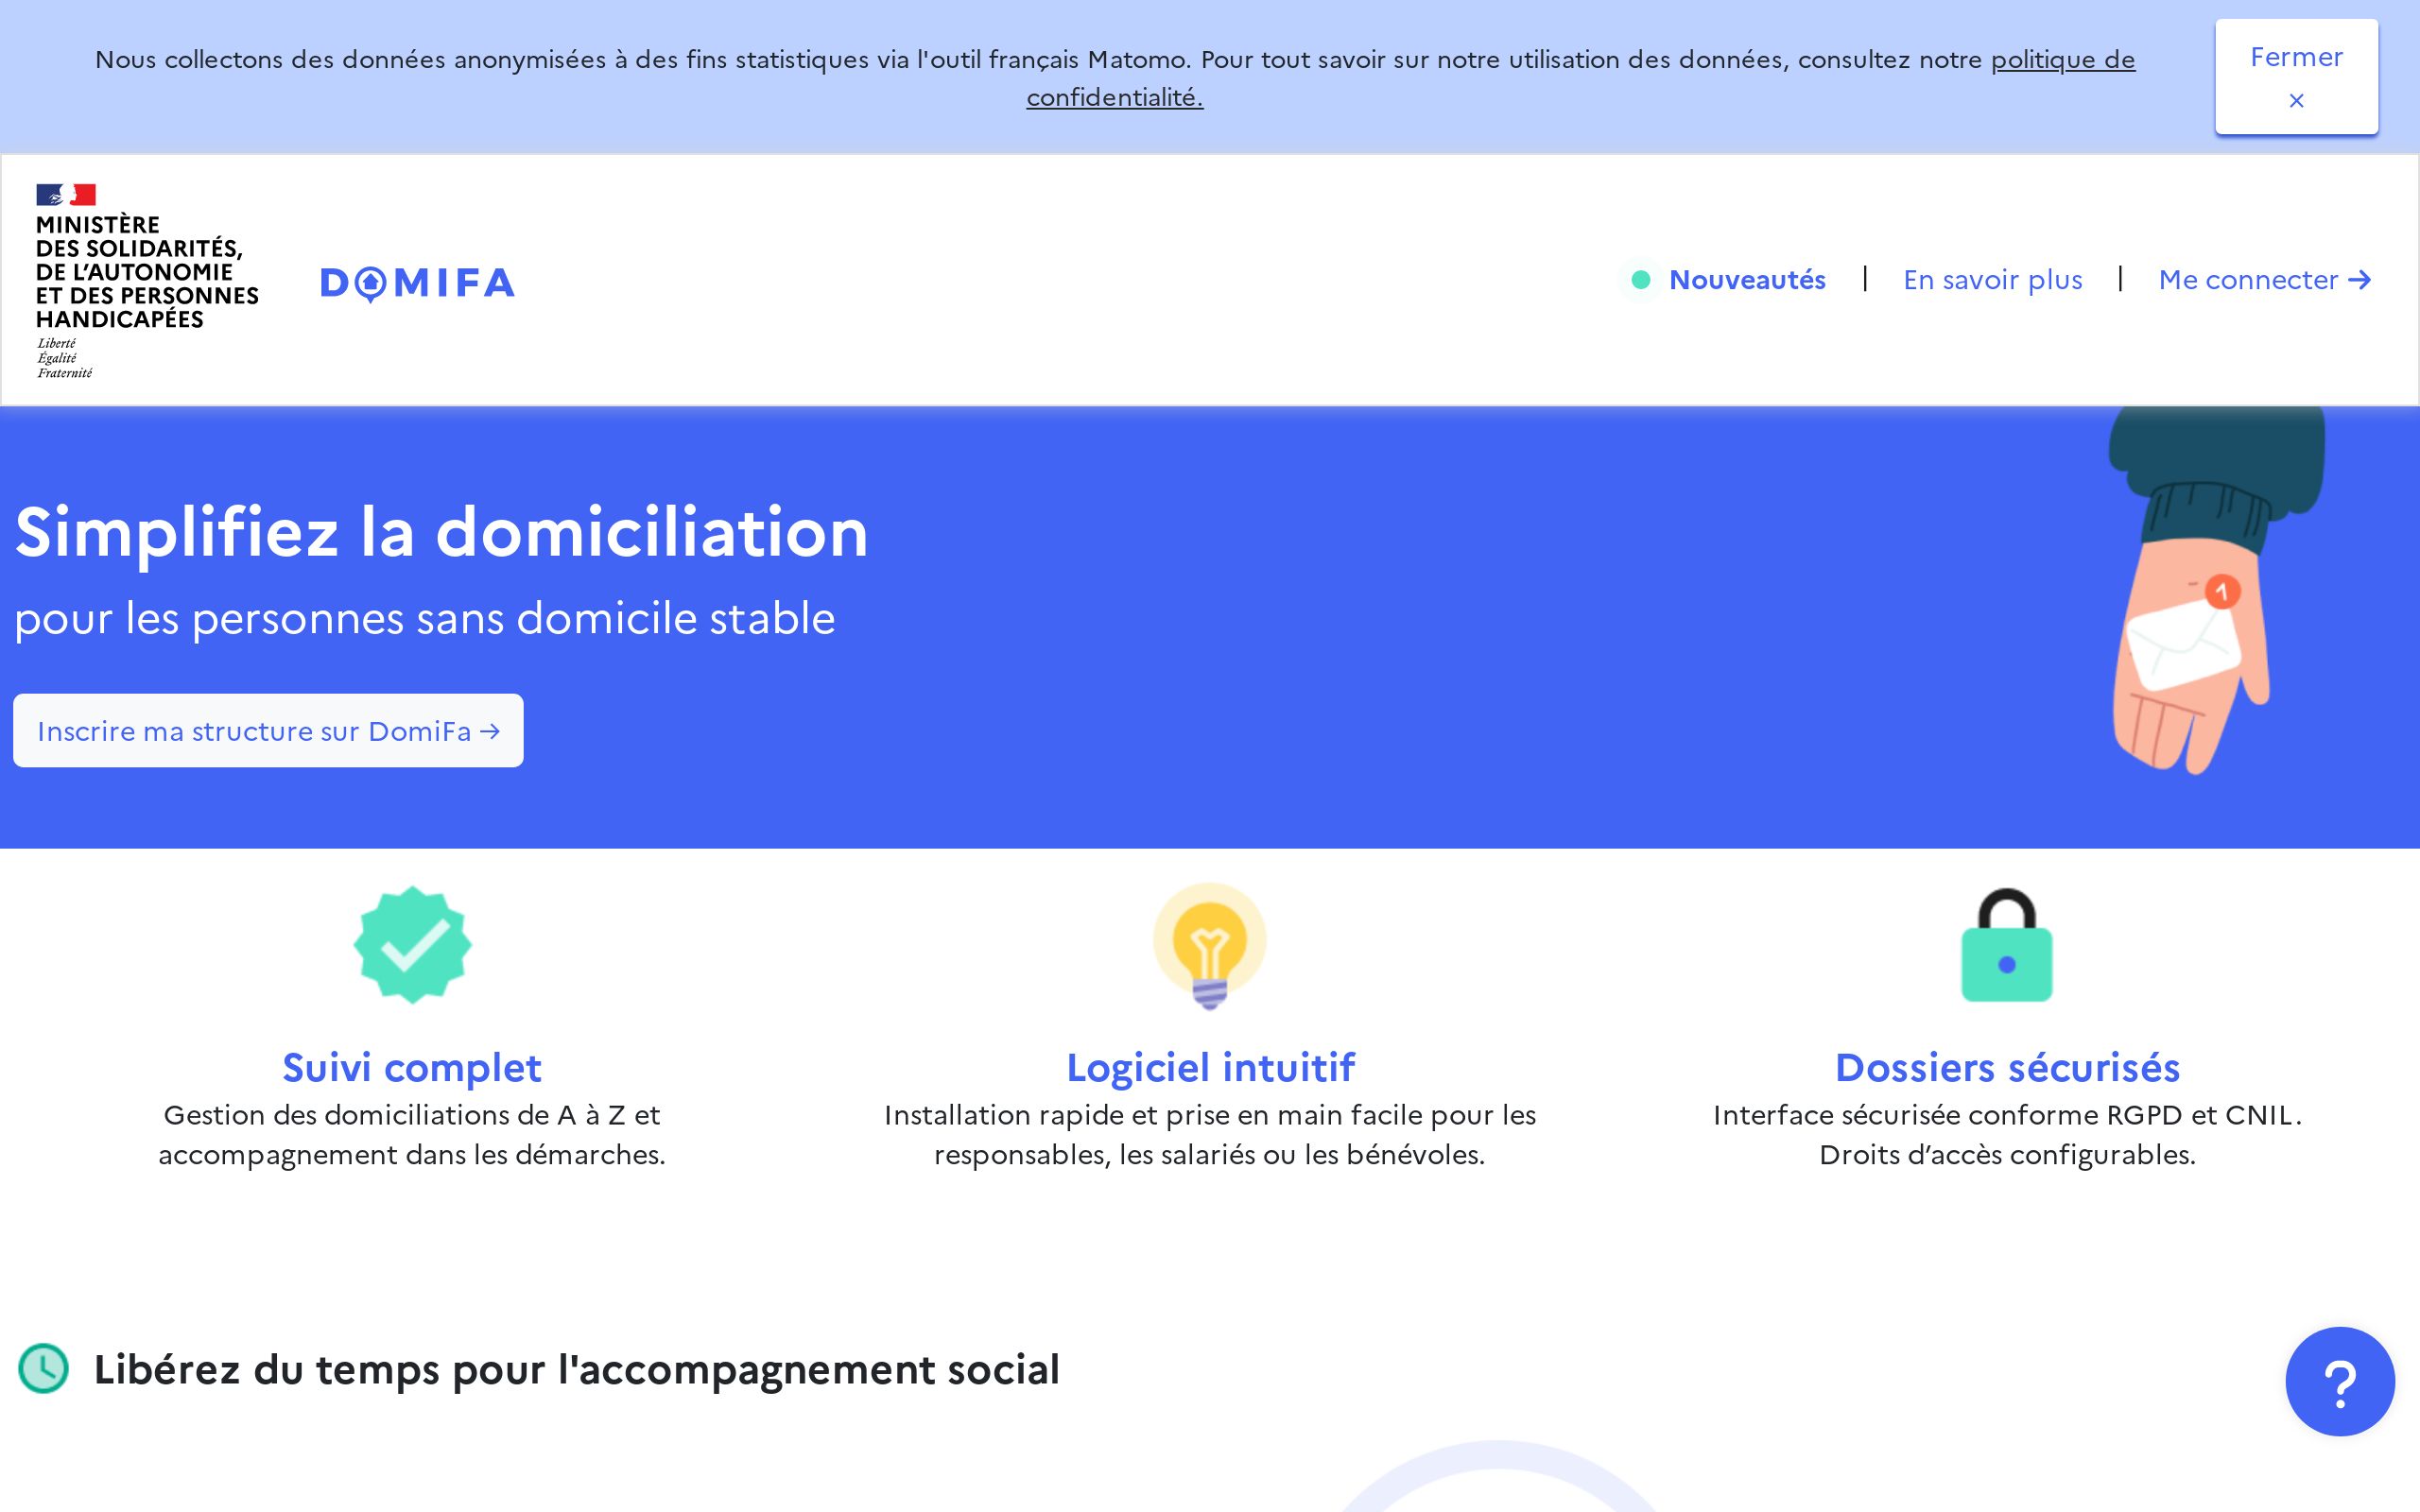 Nous collectons des données anonymisées à des fins statistiques via l'outil français Matomo. Pour tout savoir sur notre utilisation des données, consultez notre politique de
confidentialité.
Fermer
×
MINISTÈRE
DES SOLIDARITÉS,
DE L'AUTONOMIE
ET DES PERSONNES
HANDICAPÉES
Liberté
Égalité
Fraternité
DOMIFA
Nouveautés | En savoir plus | Me connecter →
Simplifiez la domiciliation
pour les personnes sans domicile stable
1
Inscrire ma structure sur DomiFa →
Suivi complet
Gestion des domiciliations de A à Z et
accompagnement dans les démarches.
Logiciel intuitif
Installation rapide et prise en main facile pour les
responsables, les salariés ou les bénévoles.
Dossiers sécurisés
Interface sécurisée conforme RGPD et CNIL.
Droits d’accès configurables.
Libérez du temps pour l'accompagnement social
?